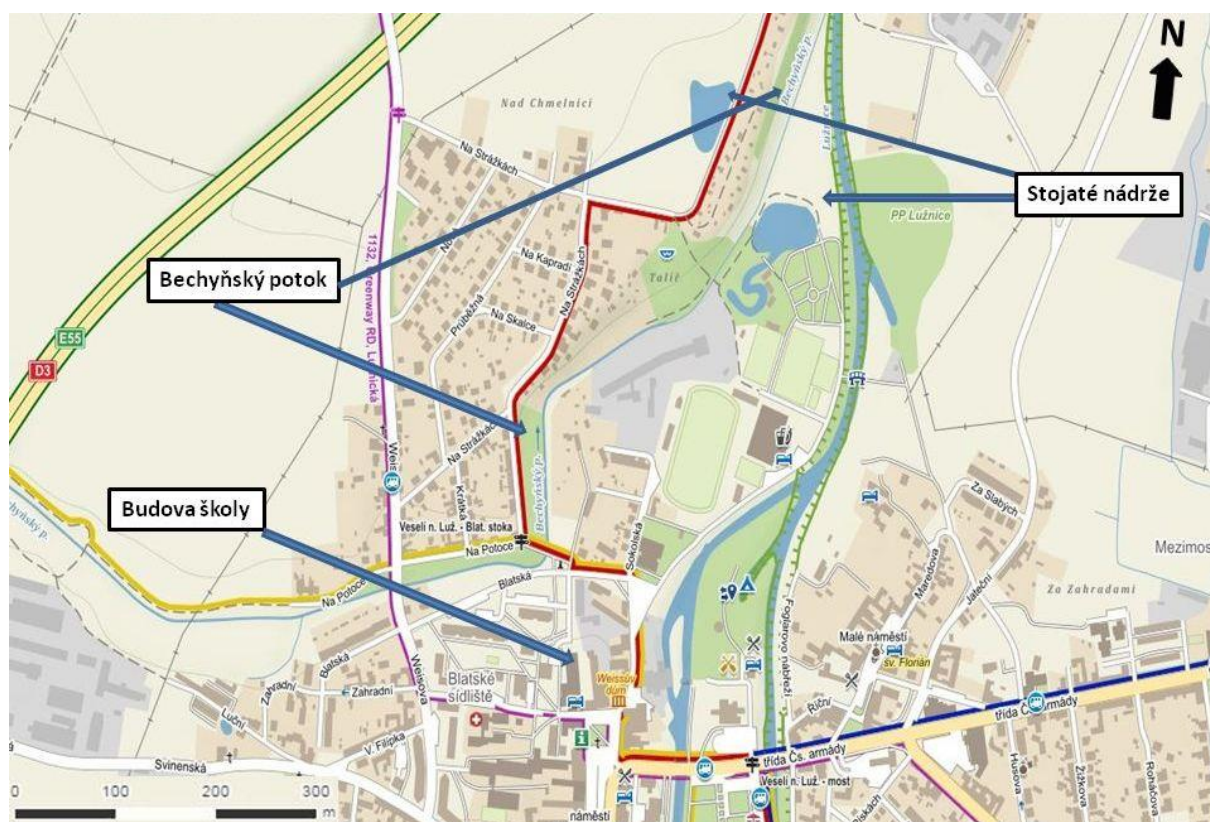 N
Nad Chmelnicí
Bechyňský p.
Lužnice
Na Strážkách
Stojaté nádrže
PP Lužnice
1132, Greenway RD, Lužnická
Na Kapradí
Na Strážkách
Talíř
Bechyňský potok
Průběžná
Na Skalce
E55
D3
Weisova
Na Strážkách
Krátká
Bechyňský p.
Budova školy
Veselí n. Luž. - Blat. stoka
Na Potoce
Sokolská
Za Slabých
Mezimos
Maredova
Jateční
Za Zahradami
Na Potoce
Blatská
Foglarovo nábřeží
Malé náměstí
sv. Florián
Blatská
Weisova
Zahradní
Zahradní
Blatské
sídliště
Weissův
dům
Říční
třída Čs. armády
Luční
V. Filipka
i
třída Čs. armády
Svinenská
Veselí n. Luž. - most
Husova
Žižkova
Roháčova
náměstí
Pískách
0 100 200 300
m